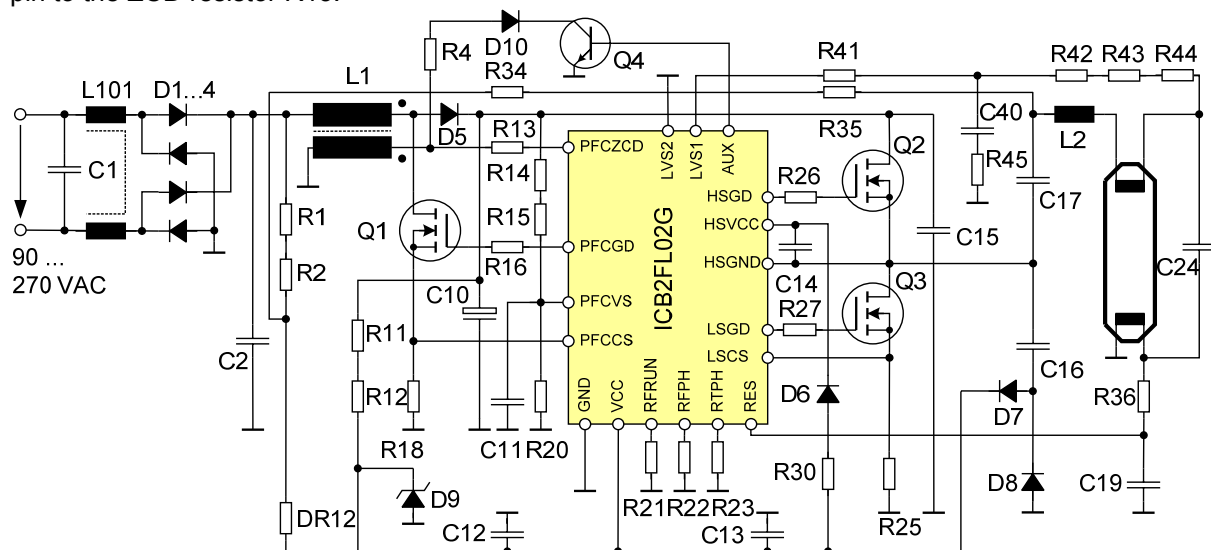 pin to the
D10
Q4
R4
R41
R42 R43 R44
L1
R34
L101 D1...4
D5
R13
R35
Q2
C40
L2
PFCZCD
LVS2
LVS1
AUX
C1
R14
R45
R26
HSGD
R1
R15
C17
Q1
HSVCC
PFCGD
C15
90 ...
270 VAC
R2
R16
ICB2FL02G
HSGND
C14
C24
Q3
C10
PFCVS
R27
LSGD
R11
PFCCS
LSCS
C2
C16
R12
D6
D7
R36
GND
VCC
RFRUN
RFPH
RTPH
RES
R18
C11
R20
R30
D8
C19
D9
R21
R22
R23
R25
DR12
C12
C13